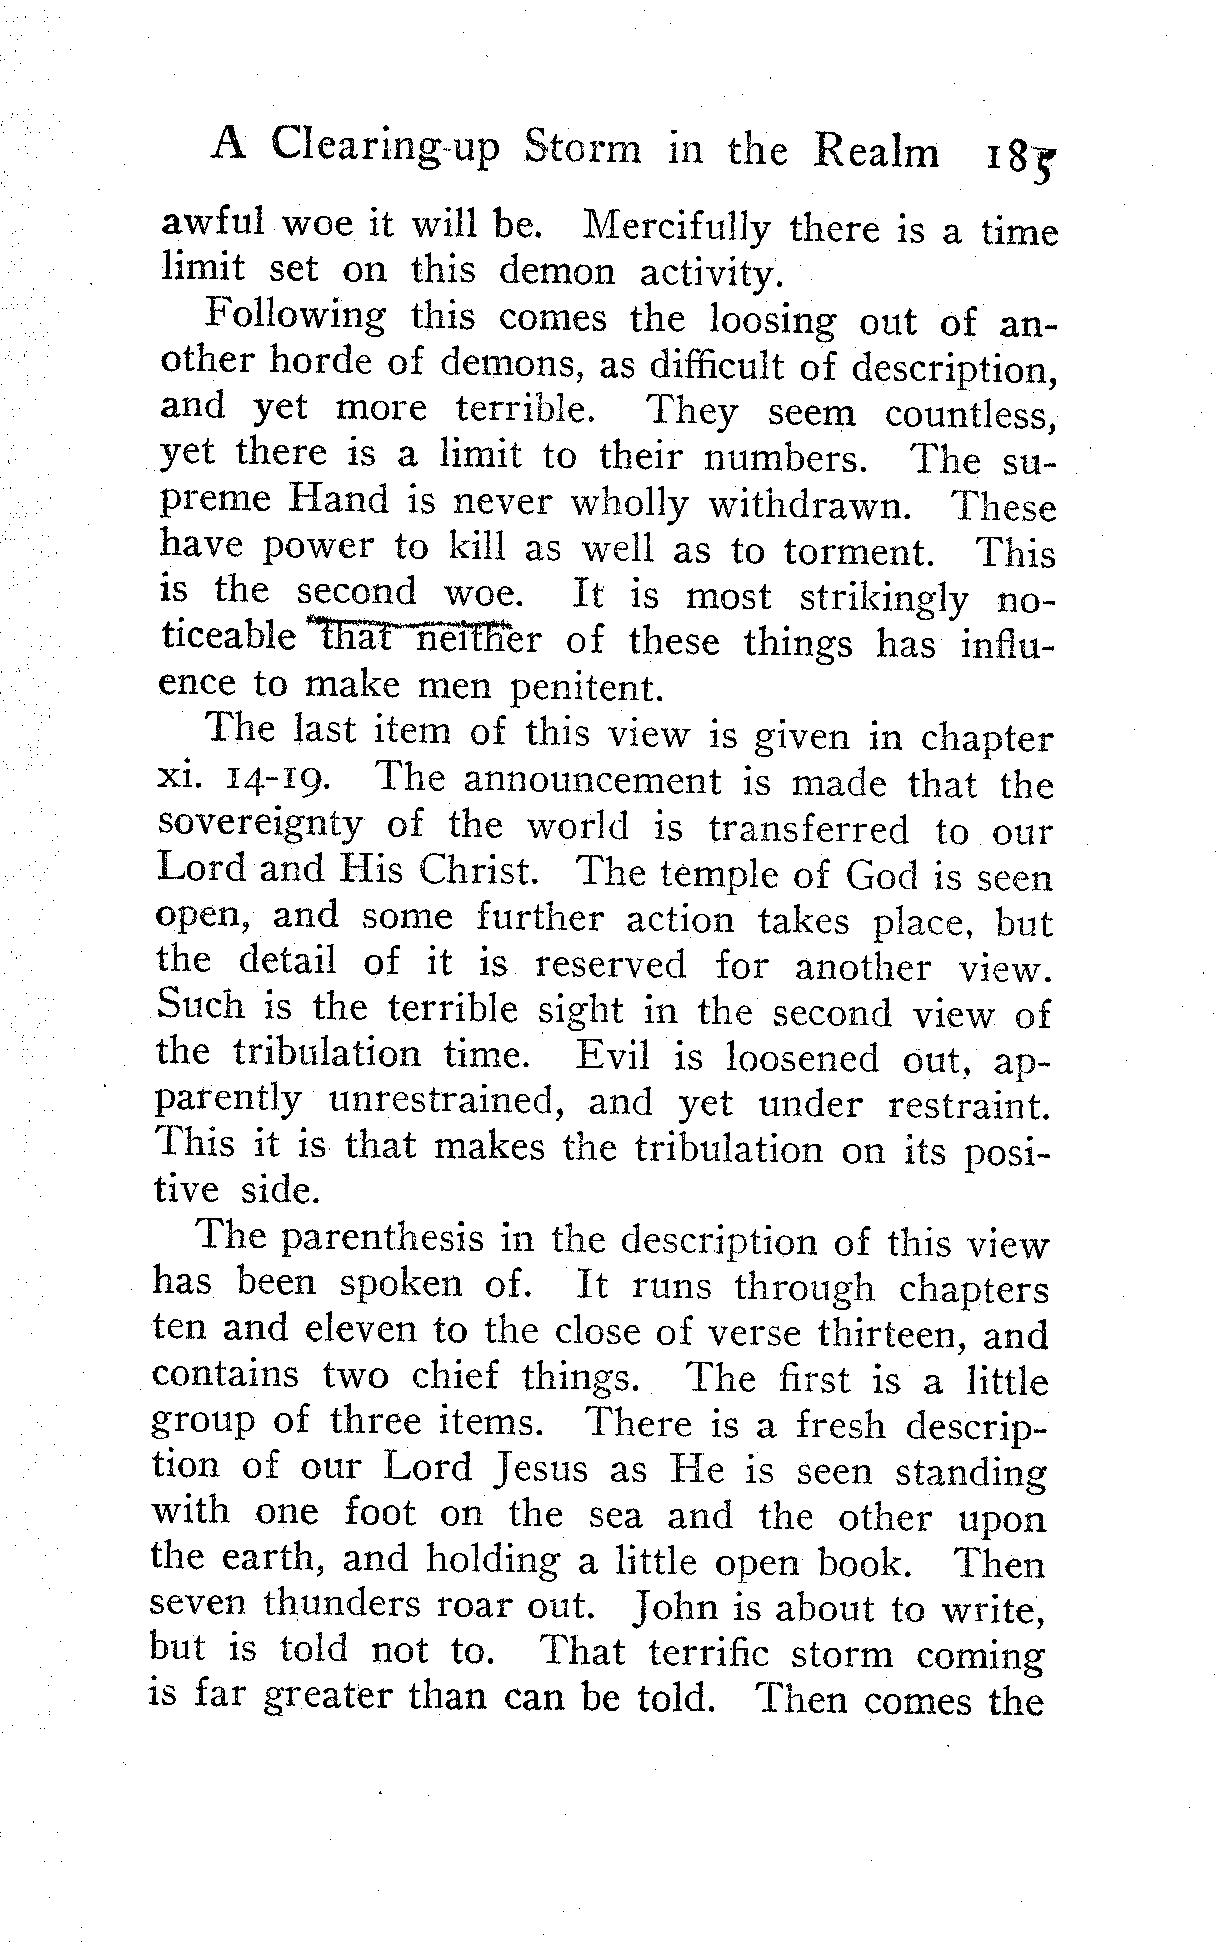 A Clearing-up Storm in the Realm 185
awful woe it will be. Mercifully there is a time
limit set on this demon activity.
Following this comes the loosing out of an-
other horde of demons, as difficult of description,
and yet more terrible. They seem countless,
yet there is a limit to their numbers. The su-
preme Hand is never wholly withdrawn. These
have power to kill as well as to torment. This
is the second woe. It is most strikingly no-
ticeable that neither of these things has influ-
ence to make men penitent.
The last item of this view is given in chapter
xi. 14-19. The announcement is made that the
sovereignty of the world is transferred to our
Lord and His Christ. The temple of God is seen
open, and some further action takes place, but
the detail of it is reserved for another view.
Such is the terrible sight in the second view of
the tribulation time. Evil is loosened out, ap-
parently unrestrained, and yet under restraint.
This it is that makes the tribulation on its posi-
tive side.
The parenthesis in the description of this view
has been spoken of. It runs through chapters
ten and eleven to the close of verse thirteen, and
contains two chief things. The first is a little
group of three items. There is a fresh descrip-
tion of our Lord Jesus as He is seen standing
with one foot on the sea and the other upon
the earth, and holding a little open book. Then
seven thunders roar out. John is about to write,
but is told not to. That terrific storm coming
is far greater than can be told. Then comes the